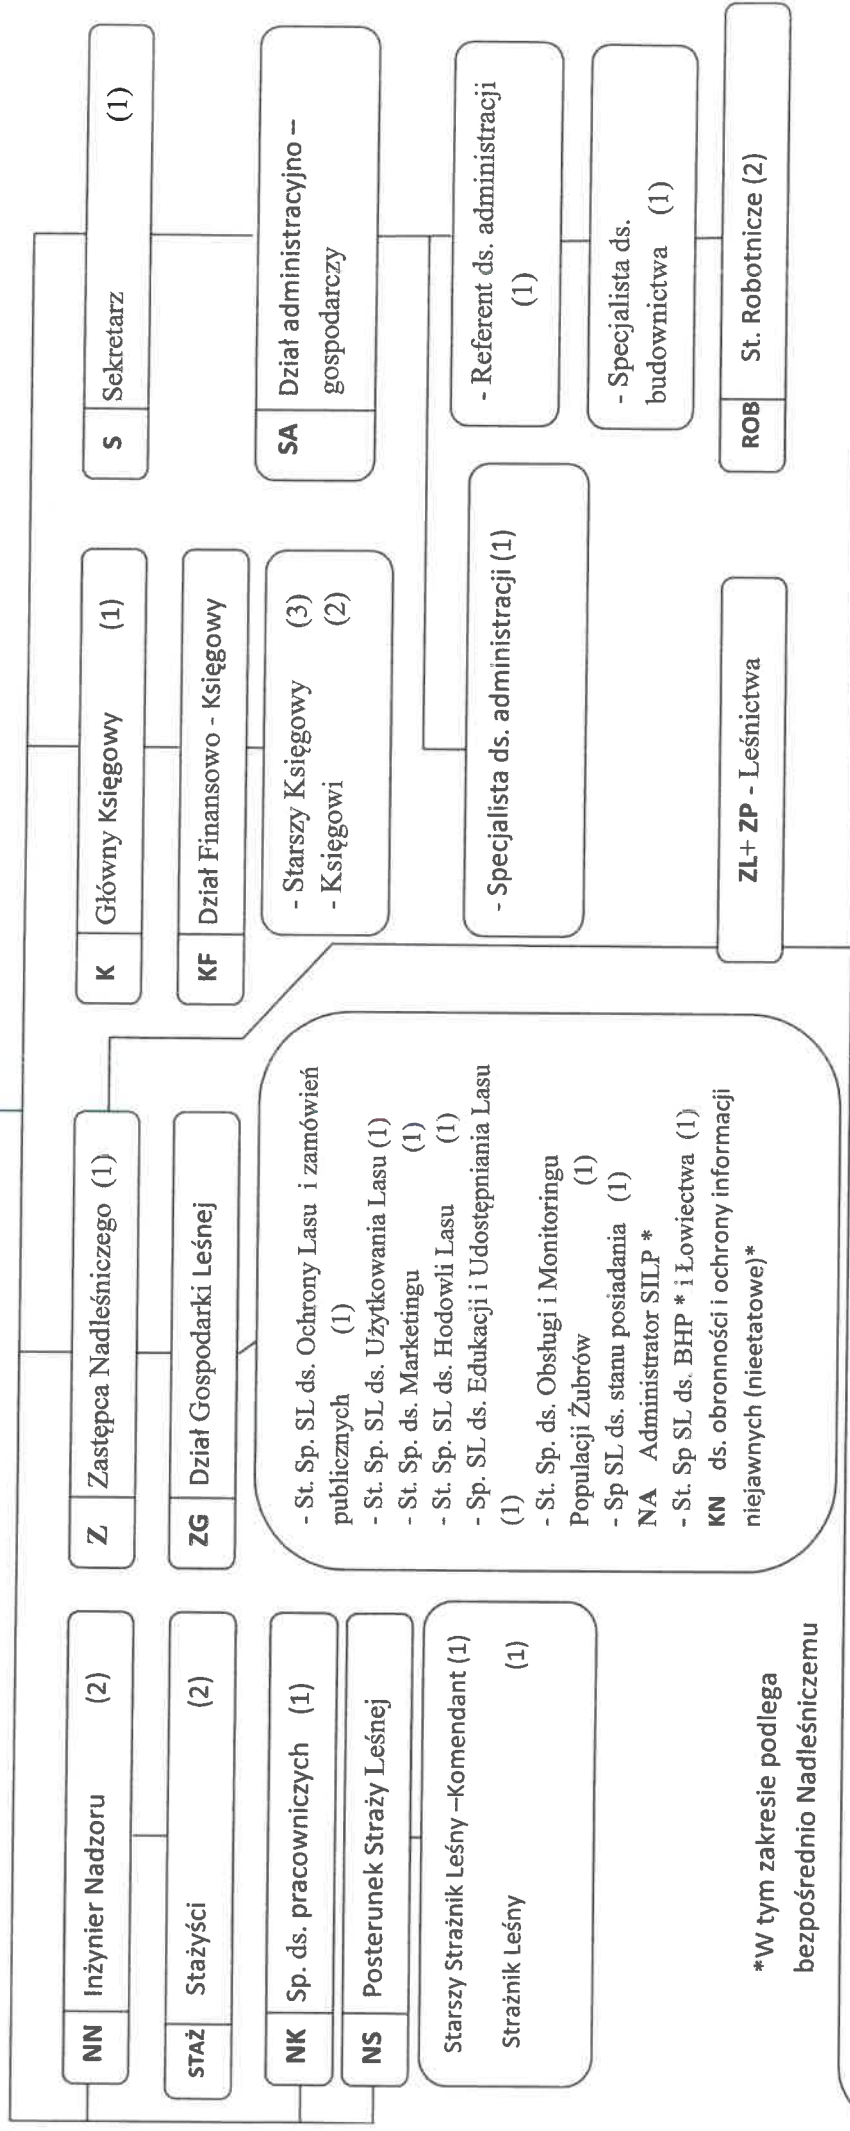 NN Inżynier Nadzoru (2)
STAŻ Stażyści (2)
NK Sp. ds. pracowniczych (1)
NS Posterunek Straży Leśnej
Starszy Strażnik Leśny –Komendant (1)
Strażnik Leśny (1)
*W tym zakresie podlega
bezpośrednio Nadleśniczemu
Z Zastępca Nadleśniczego (1)
ZG Dział Gospodarki Leśnej
- St. Sp. SL ds. Ochrony Lasu i zamówień
publicznych (1)
- St. Sp. SL ds. Użytkowania Lasu (1)
- St. Sp. ds. Marketingu (1)
- St. Sp. SL ds. Hodowli Lasu (1)
- Sp. SL ds. Edukacji i Udostępniania Lasu
(1)
- St. Sp. ds. Obsługi i Monitoringu
Populacji Żubrów (1)
- Sp SL ds. stanu posiadania (1)
NA Administrator SILP *
- St. Sp SL ds. BHP * i Łowiectwa (1)
KN ds. obronności i ochrony informacji
niejawnych (nieetatowe)*
K Główny Księgowy (1)
KF Dział Finansowo - Księgowy
- Starszy Księgowy (3)
- Księgowi (2)
- Specjalista ds. administracji (1)
ZL+ ZP - Leśnictwa
S Sekretarz (1)
SA Dział administracyjno –
gospodarczy
- Referent ds. administracji
(1)
- Specjalista ds.
budownictwa (1)
ROB St. Robotnicze (2)